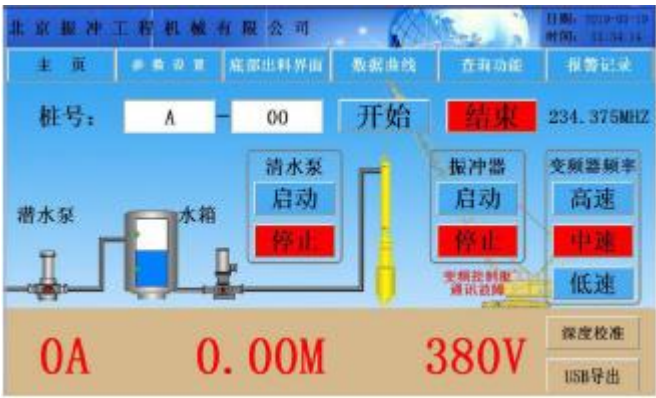 北京振冲工程机械有限公司
日期: 2019-03-19
时间:
主 页 参 数 设 置 底部出料界面 数据曲线 查询功能 报警记录
桩号: A - 00 开始 结束 234.375MHZ
清水泵 振冲器 变频器频率
启动 启动 高速
潜水泵 水箱
停止 停止 中速
变频控制柜
通讯故障
低速
0A 0.00M 380V
深度校准
USB导出